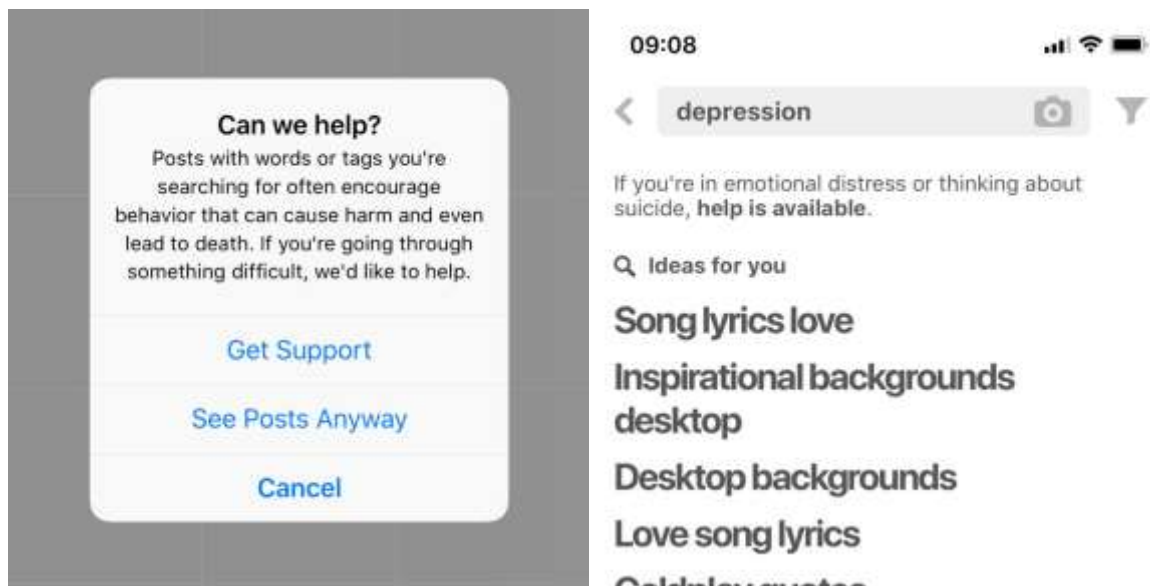 Can we help?
Posts with words or tags you're
searching for often encourage
behavior that can cause harm and even
lead to death. If you're going through
something difficult, we'd like to help.
Get Support
See Posts Anyway
Cancel
09:08
depression
If you're in emotional distress or thinking about
suicide, help is available.
Ideas for you
Song lyrics love
Inspirational backgrounds
desktop
Desktop backgrounds
Love song lyrics
Coldplay quotes